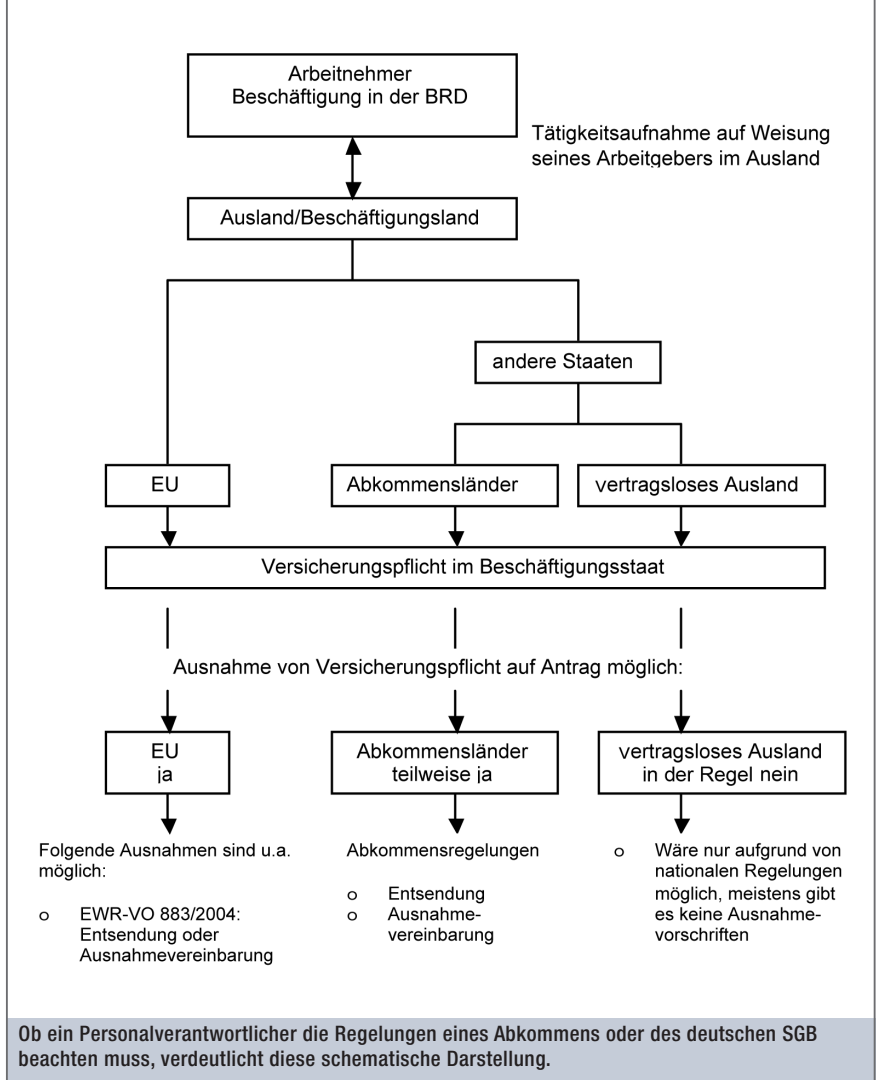 Arbeitnehmer
Beschäftigung in der BRD
Tätigkeitsaufnahme auf Weisung
seines Arbeitgebers im Ausland
Ausland/Beschäftigungsland
andere Staaten
EU
Abkommensländer
vertragsloses Ausland
Versicherungspflicht im Beschäftigungsstaat
Ausnahme von Versicherungspflicht auf Antrag möglich:
EU
ja
Abkommensländer
teilweise ja
vertragsloses Ausland
in der Regel nein
Folgende Ausnahmen sind u.a.
möglich:
o EWR-VO 883/2004:
Entsendung oder
Ausnahmevereinbarung
Abkommensregelungen
o Entsendung
o Ausnahme-
vereinbarung
o Wäre nur aufgrund von
nationalen Regelungen
möglich, meistens gibt
es keine Ausnahme-
vorschriften
Ob ein Personalverantwortlicher die Regelungen eines Abkommens oder des deutschen SGB
beachten muss, verdeutlicht diese schematische Darstellung.